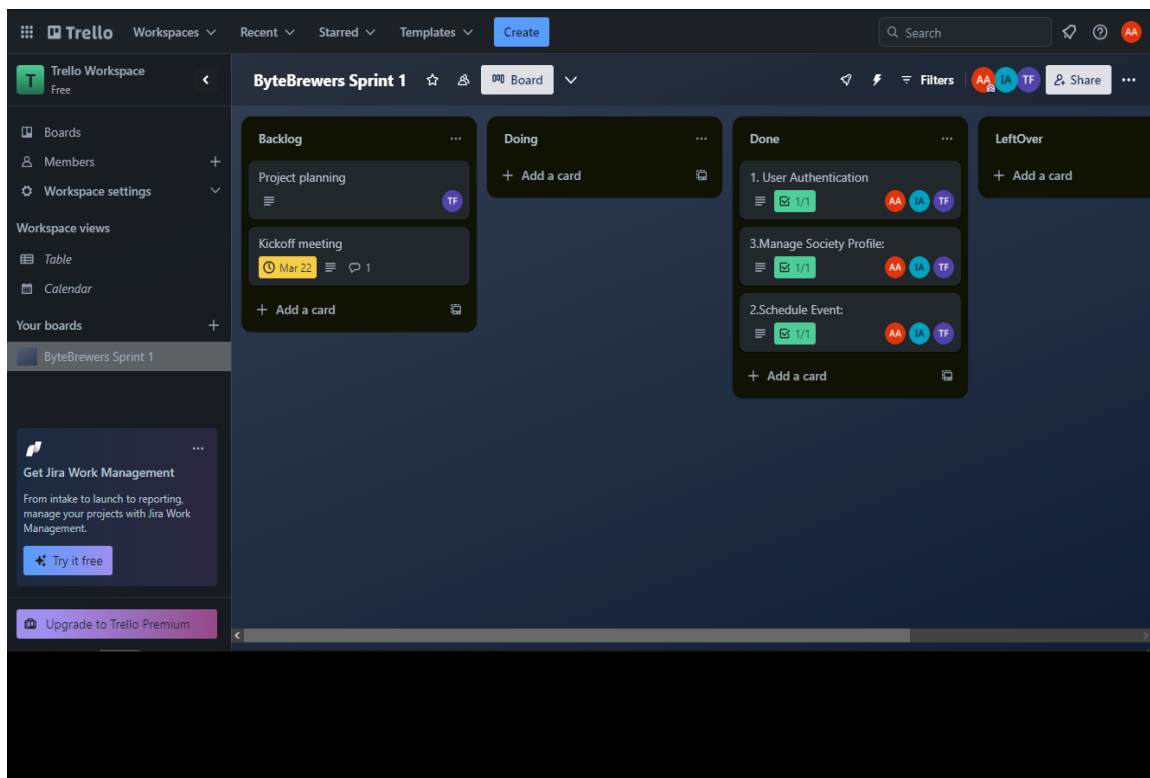 Trello Workspaces Recent Starred Templates Create Search AA
T Trello Workspace
Free
ByteBrewers Sprint 1 Board Filters AA IA TF Share
Boards
Members
Workspace settings
Workspace views
Table
Calendar
Your boards
ByteBrewers Sprint 1
Get Jira Work Management
From intake to launch to reporting,
manage your projects with Jira Work
Management.
Try it free
Upgrade to Trello Premium
Backlog
Project planning
TF
Kickoff meeting
Mar 22 1
Add a card
Doing
Add a card
Done
1. User Authentication
1/1 AA IA TF
3.Manage Society Profile:
1/1 AA IA TF
2.Schedule Event:
1/1 AA IA TF
Add a card
LeftOver
Add a card